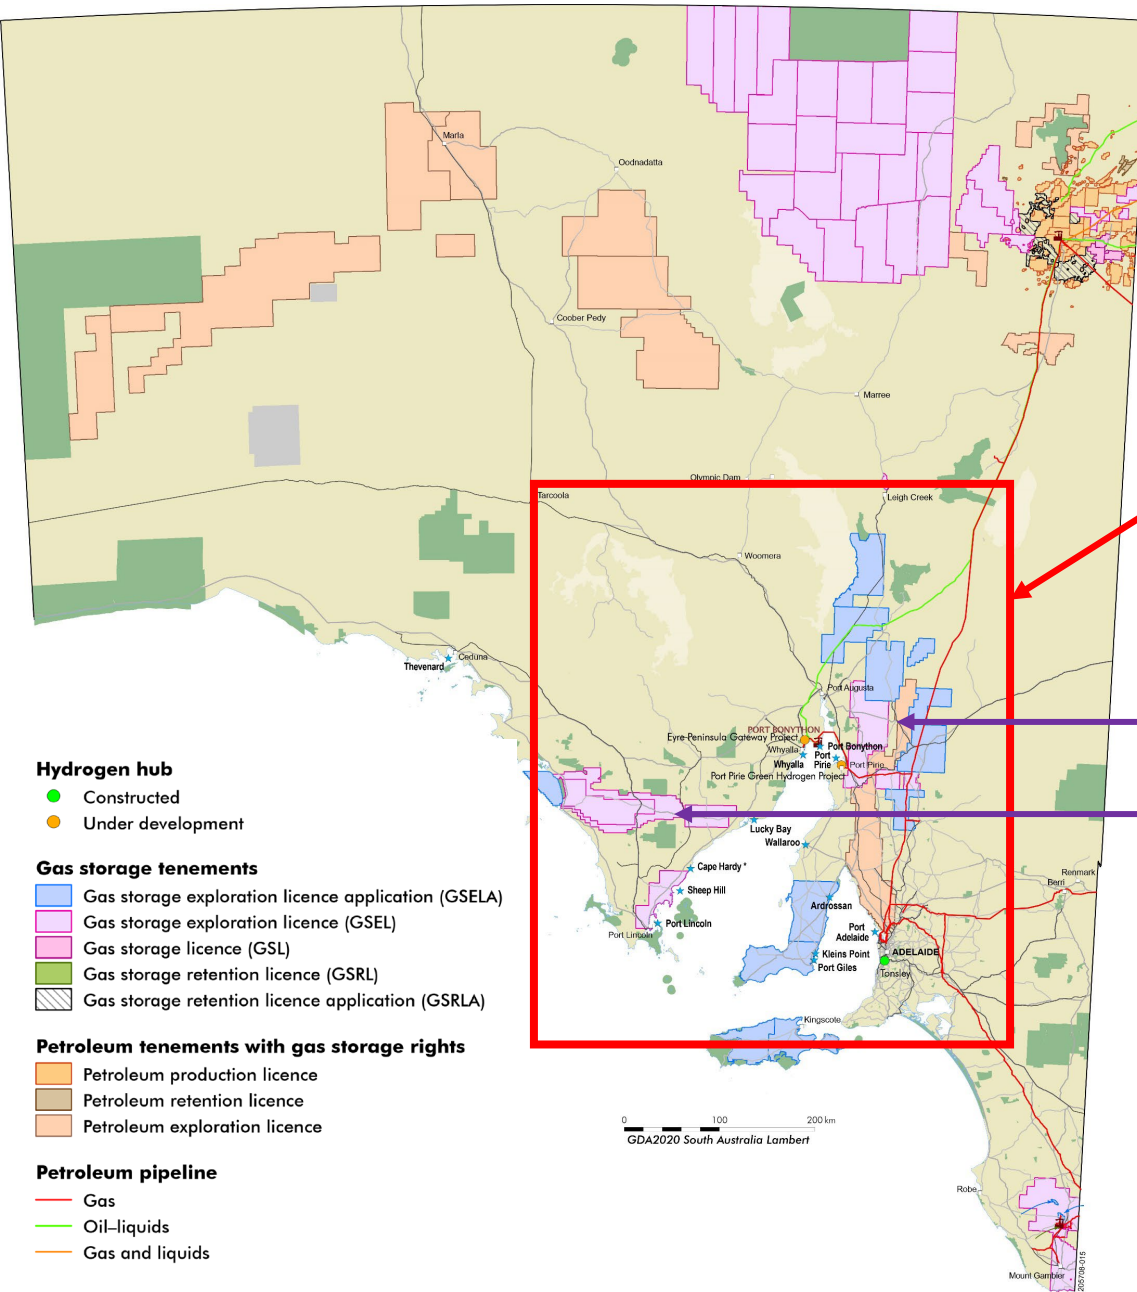 Marla
Oodnadatta
Coober Pedy
Marree
Olympic Dam
Tarcoola
Leigh Creek
Woomera
Ceduna
Thevenard
Port Augusta
PORT BONYTHON
Eyre Peninsula Gateway Project
Port Bonython
Whyalla
Whyalla
Port
Pirie
Port Pirie
Port Pirie Green Hydrogen Project
Lucky Bay
Wallaroo
Cape Hardy *
Sheep Hill
Port Lincoln
Port Lincoln
Ardrossan
Port
Adelaide
Kleins Point
Port Giles
ADELAIDE
Tonsley
Renmark
Berri
Kingscote
Robe
Mount Gambier
Hydrogen hub
Constructed
Under development
Gas storage tenements
Gas storage exploration licence application (GSELA)
Gas storage exploration licence (GSEL)
Gas storage licence (GSL)
Gas storage retention licence (GSRL)
Gas storage retention licence application (GSRLA)
Petroleum tenements with gas storage rights
Petroleum production licence
Petroleum retention licence
Petroleum exploration licence
Petroleum pipeline
Gas
Oil–liquids
Gas and liquids
0 100 200 km
GDA2020 South Australia Lambert
205708-015